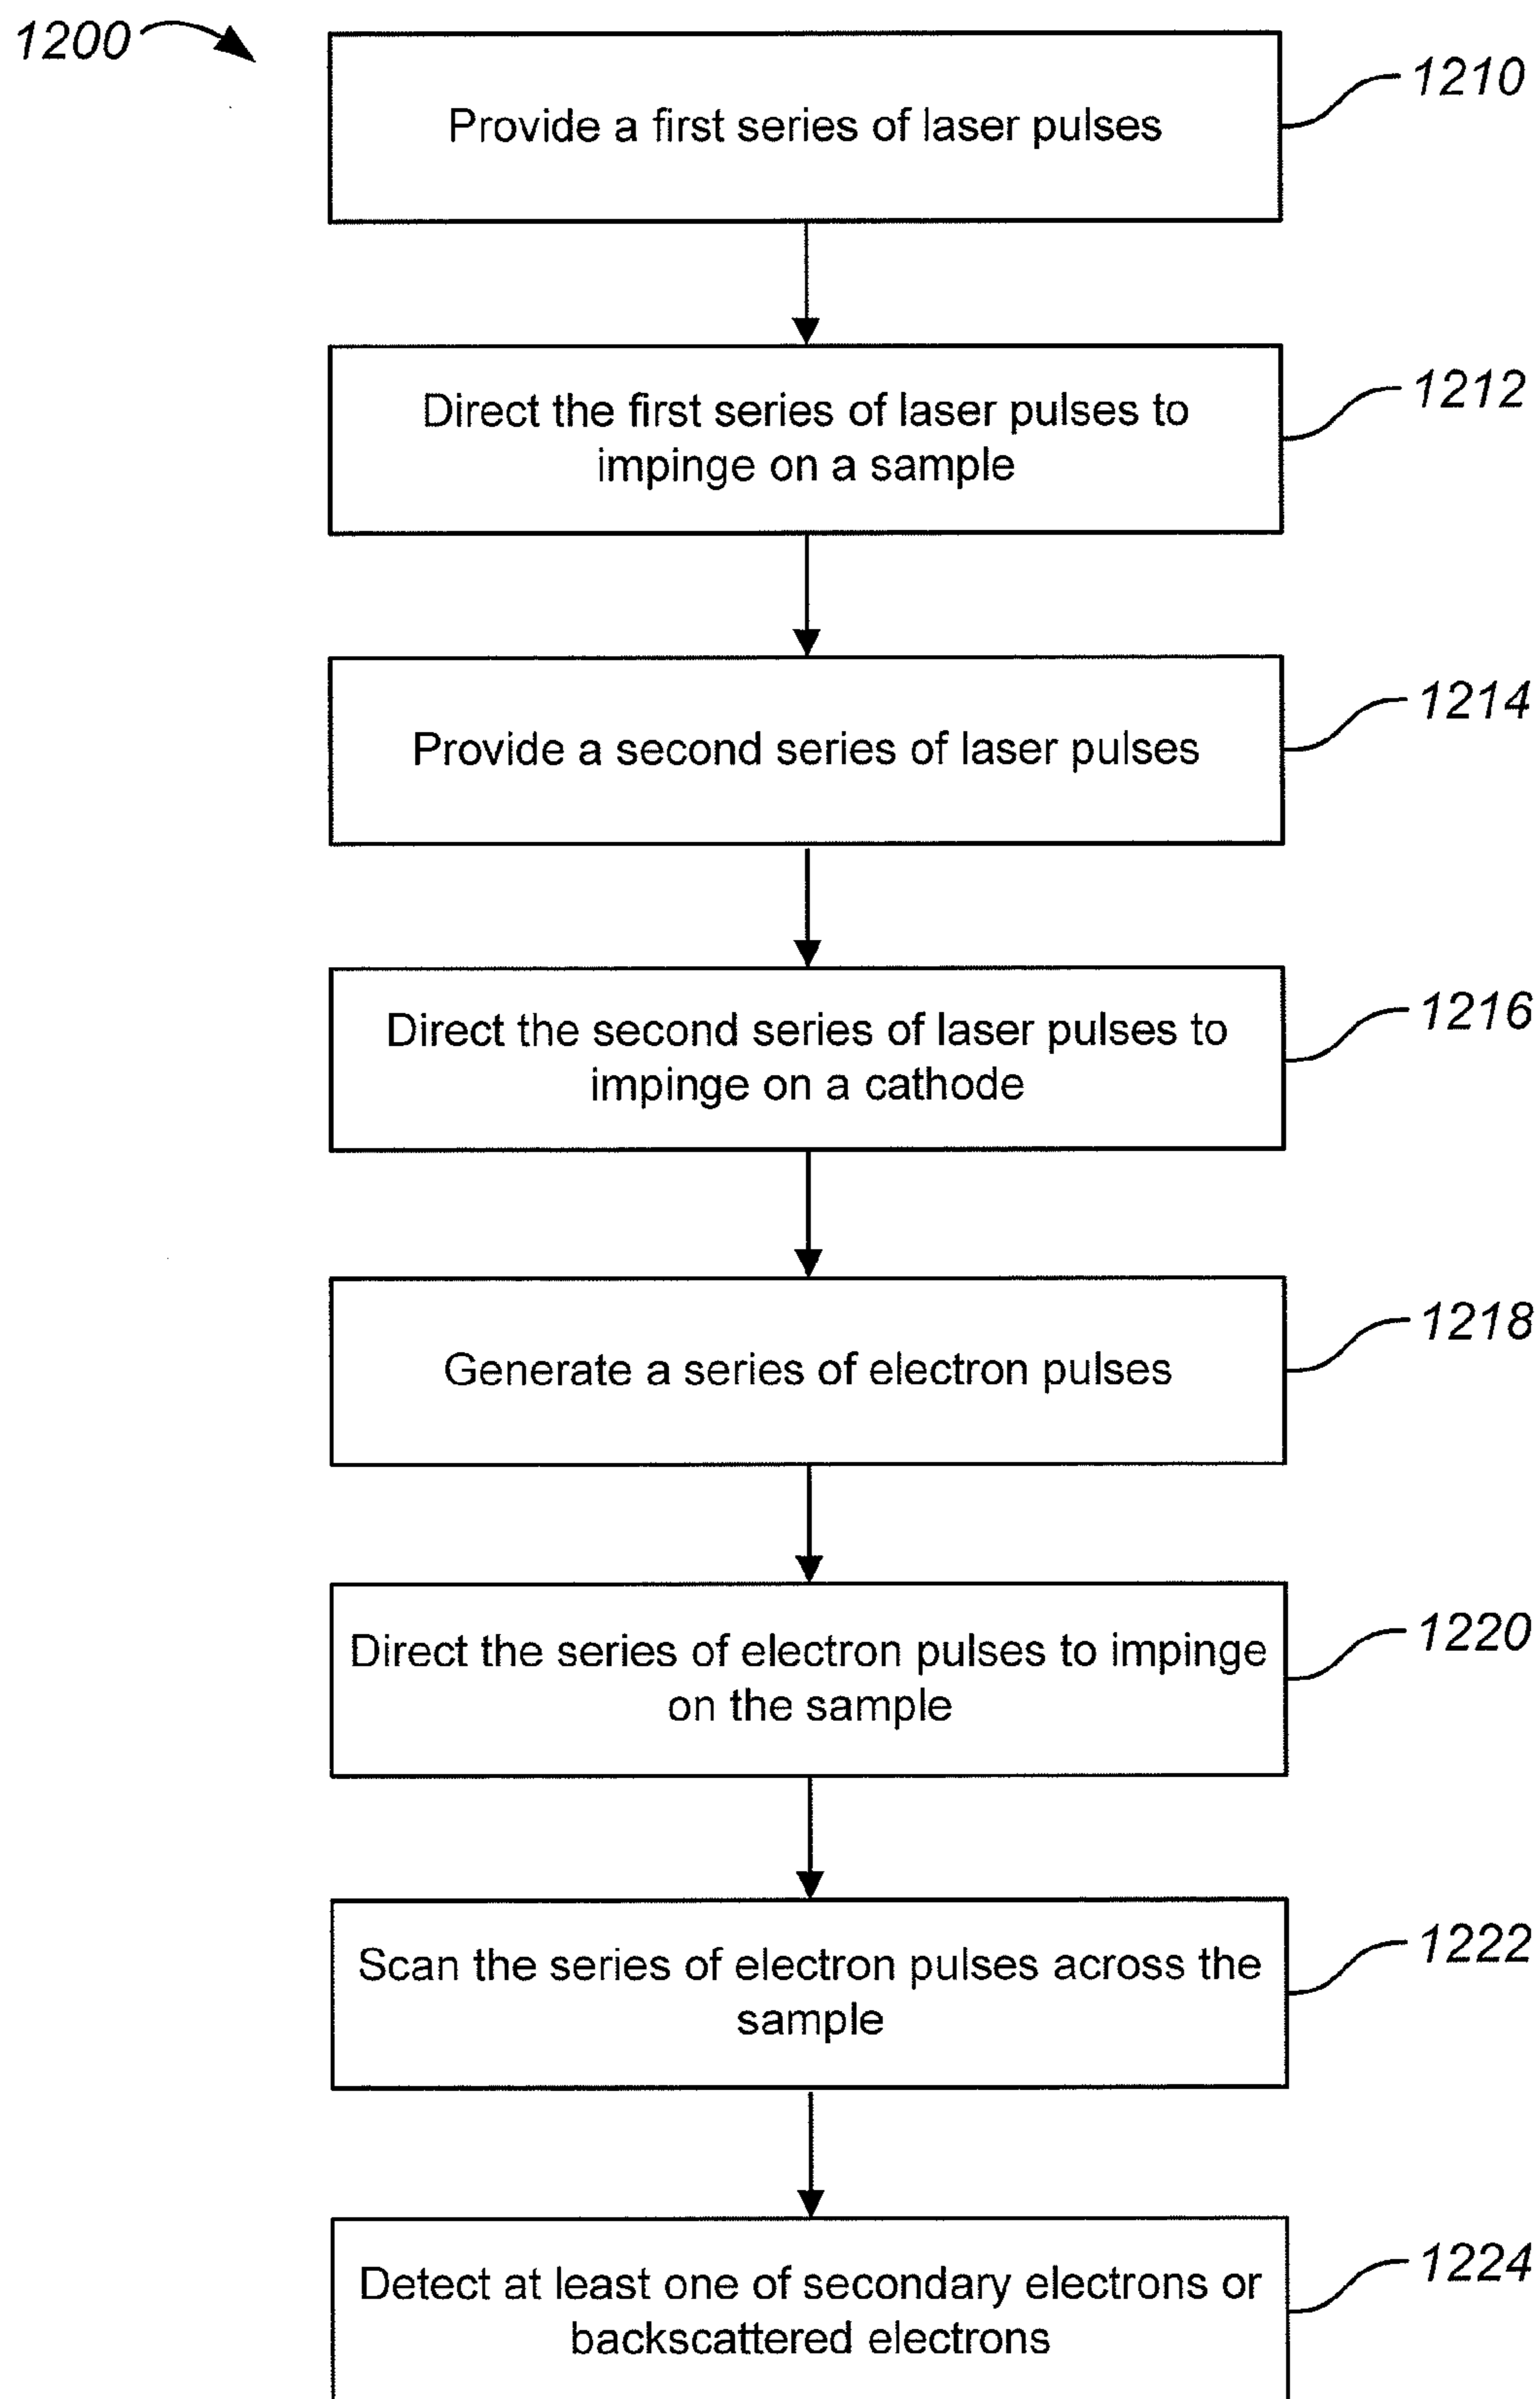 1200
Provide a first series of laser pulses
1210
Direct the first series of laser pulses to
impinge on a sample
1212
Provide a second series of laser pulses
1214
Direct the second series of laser pulses to
impinge on a cathode
1216
Generate a series of electron pulses
1218
Direct the series of electron pulses to impinge
on the sample
1220
Scan the series of electron pulses across the
sample
1222
Detect at least one of secondary electrons or
backscattered electrons
1224